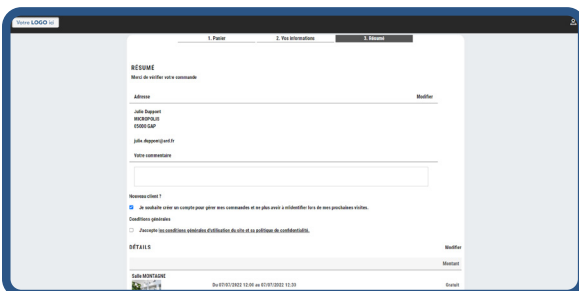 Votre LOGO ici
1. Panier 2. Vos informations 3. Résumé
RÉSUMÉ
Merci de vérifier votre commande
Adresse Modifier
Julie Duppont
MICROPOLIS
05000 GAP
julie.duppont@ard.fr
Votre commentaire
Nouveau client ?
Je souhaite créer un compte pour gérer mes commandes et ne plus avoir à m'identifier lors de mes prochaines visites.
Conditions générales
J'accepte les conditions générales d'utilisation du site et sa politique de confidentialité.
DÉTAILS Modifier
Montant
Salle MONTAGNE
Du 07/07/2022 12:00 au 07/07/2022 12:30 Gratuit